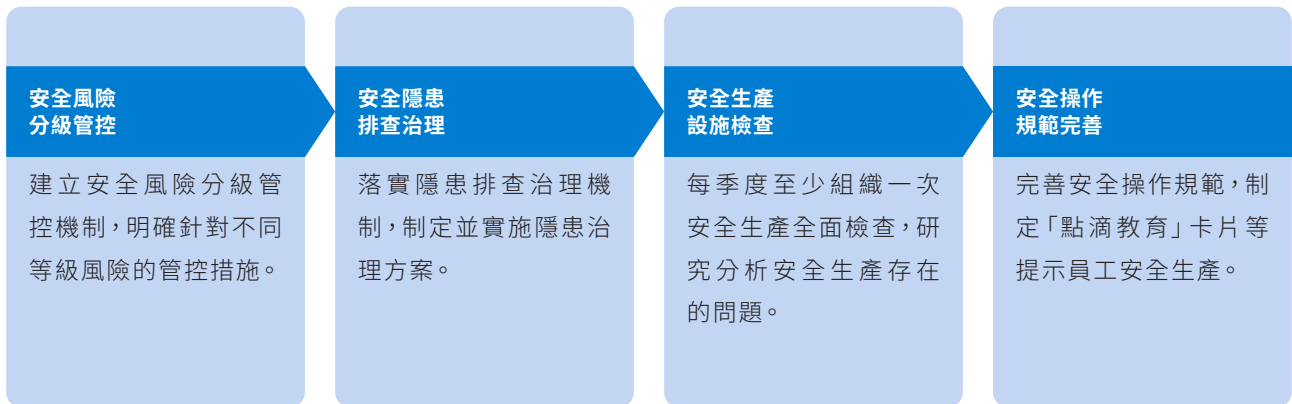 安全風險
分級管控
建立安全風險分級管
控機制，明確針對不同
等級風險的管控措施。
安全隱患
排查治理
落實隱患排查治理機
制，制定並實施隱患治
理方案。
安全生產
設施檢查
每季度至少組織一次
安全生產全面檢查，研
究分析安全生產存在
的問題。
安全操作
規範完善
完善安全操作規範，制
定「點滴教育」卡片等
提示員工安全生產。